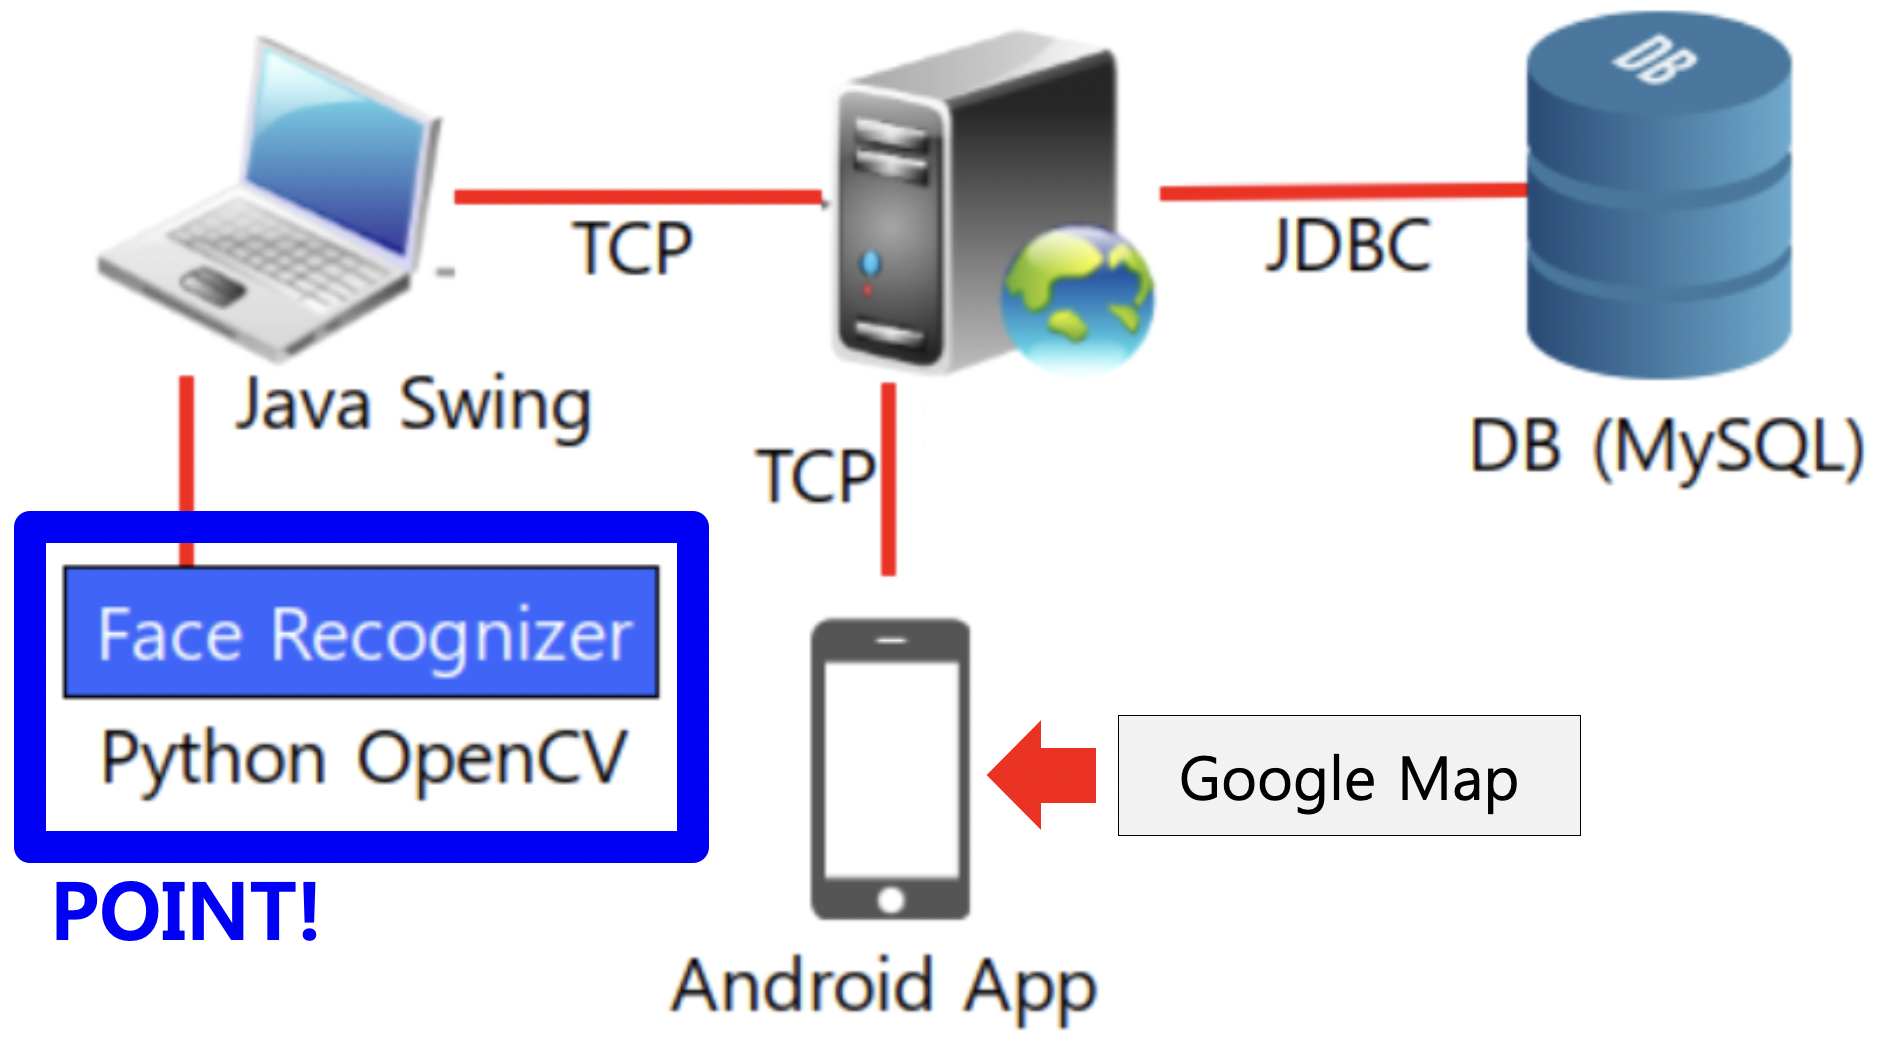 DB
TCP
JDBC
Java Swing
DB (MySQL)
TCP
Face Recognizer
Python OpenCV
Google Map
POINT!
Android App